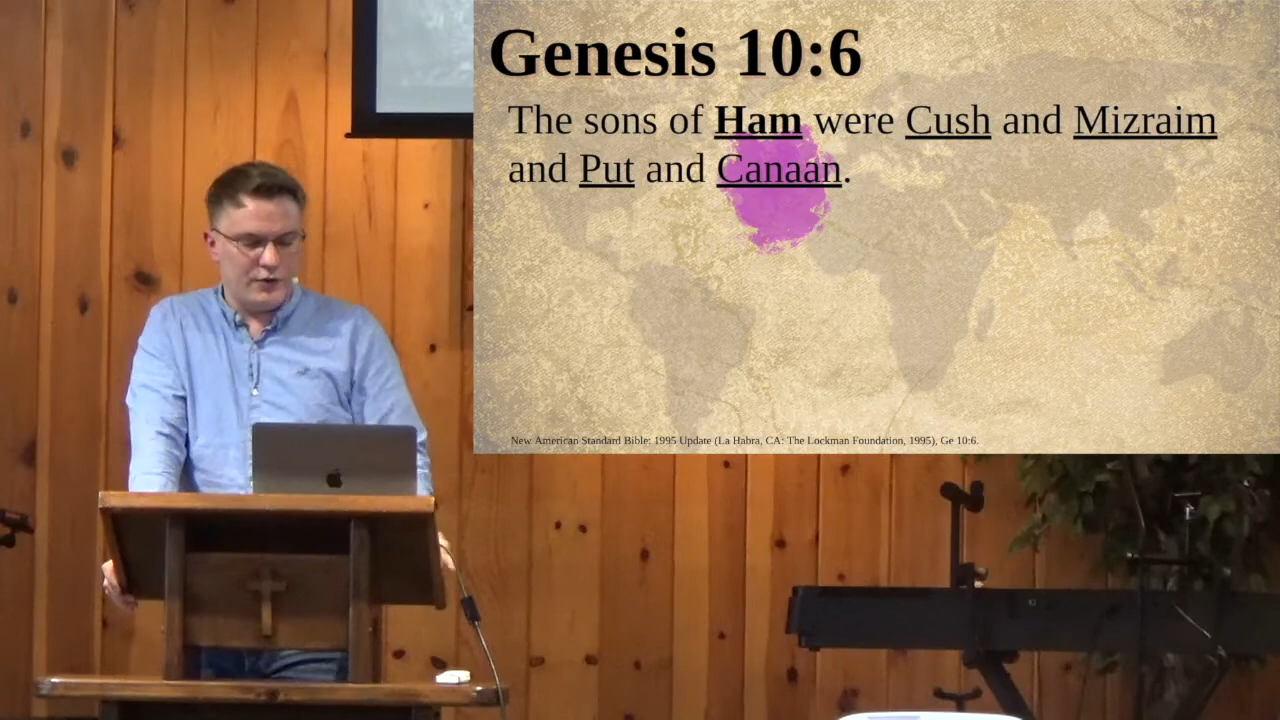 Genesis 10:6
The sons of Ham were Cush and Mizraim
and Put and Canaan.
New American Standard Bible: 1995 Update (La Habra, CA: The Lockman Foundation, 1995), Ge 10:6.